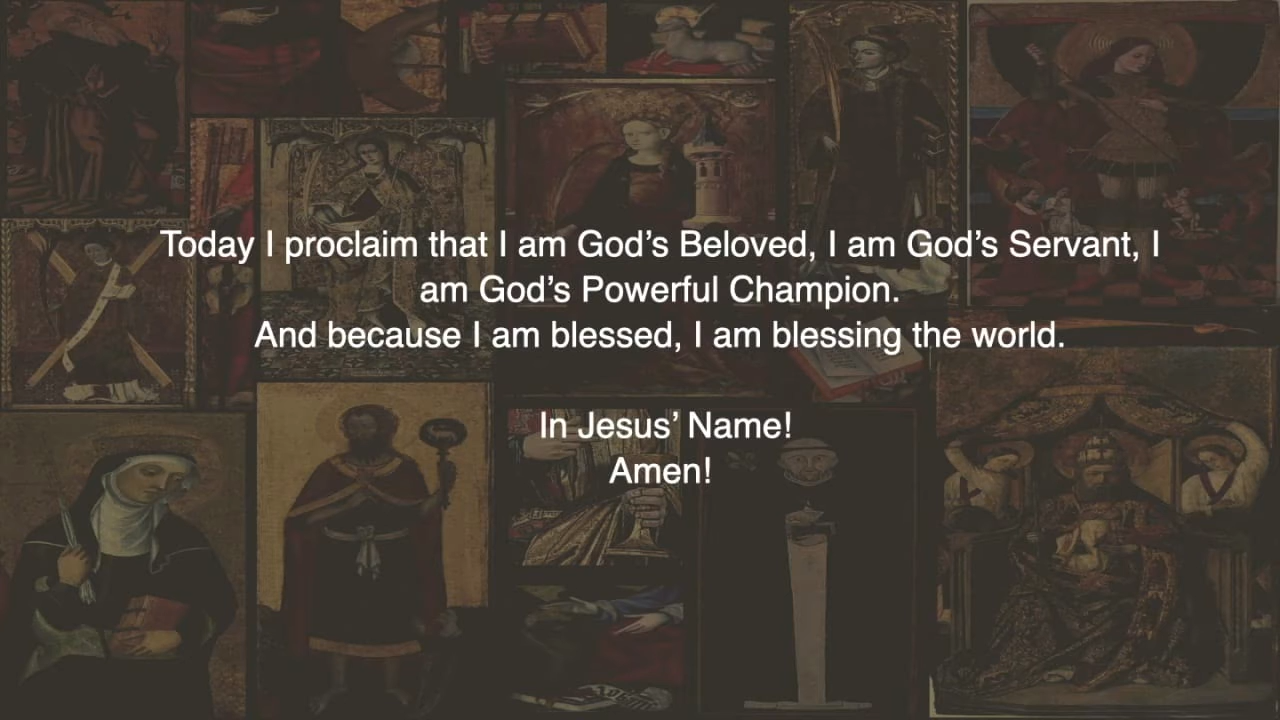 Today I proclaim that I am God’s Beloved, I am God’s Servant, I
am God’s Powerful Champion.
And because I am blessed, I am blessing the world.
In Jesus’ Name!
Amen!